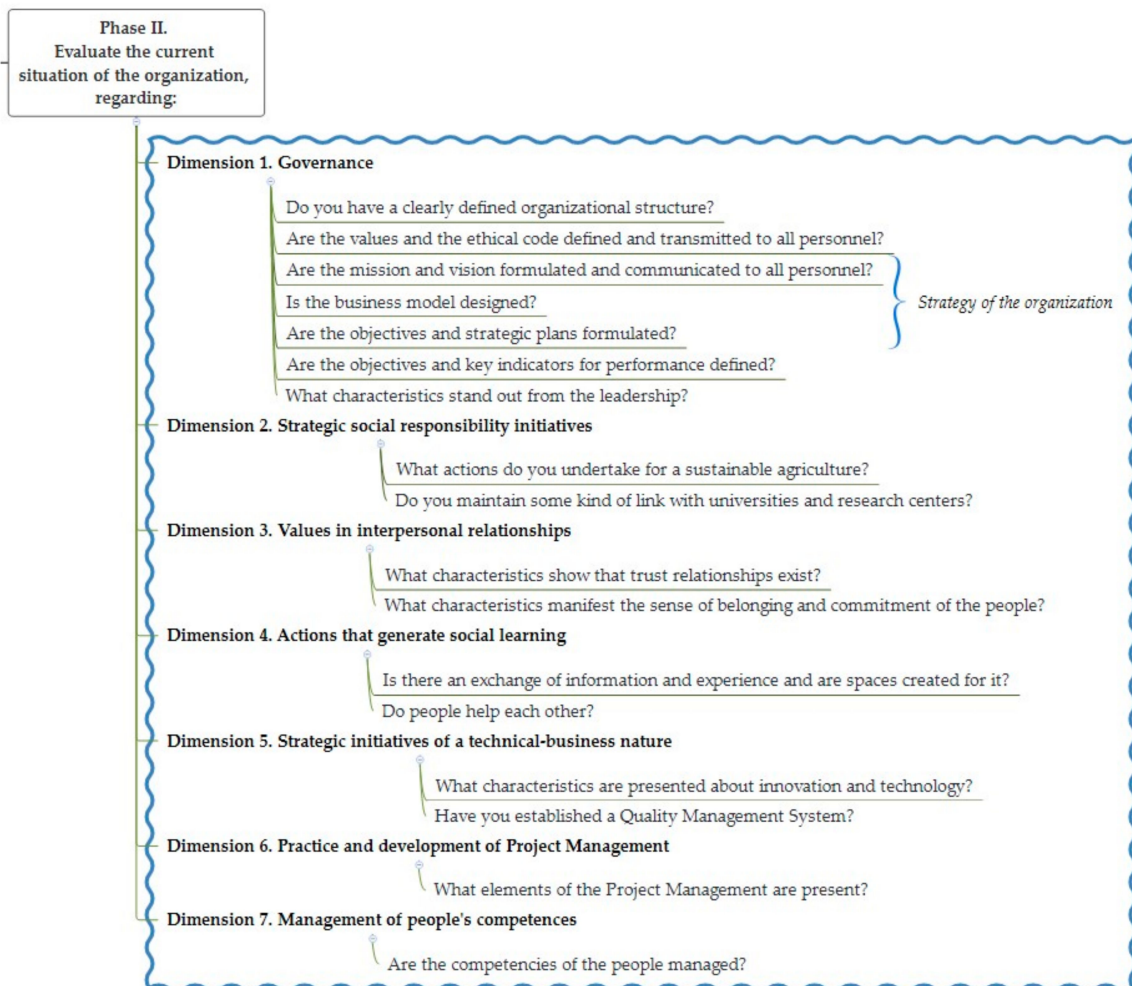 Phase II.
Evaluate the current
situation of the organization,
regarding:
Dimension 1. Governance
Do you have a clearly defined organizational structure?
Are the values and the ethical code defined and transmitted to all personnel?
Are the mission and vision formulated and communicated to all personnel?
Is the business model designed?
Strategy of the organization
Are the objectives and strategic plans formulated?
Are the objectives and key indicators for performance defined?
What characteristics stand out from the leadership?
Dimension 2. Strategic social responsibility initiatives
What actions do you undertake for a sustainable agriculture?
Do you maintain some kind of link with universities and research centers?
Dimension 3. Values in interpersonal relationships
What characteristics show that trust relationships exist?
What characteristics manifest the sense of belonging and commitment of the people?
Dimension 4. Actions that generate social learning
Is there an exchange of information and experience and are spaces created for it?
Do people help each other?
Dimension 5. Strategic initiatives of a technical-business nature
What characteristics are presented about innovation and technology?
Have you established a Quality Management System?
Dimension 6. Practice and development of Project Management
What elements of the Project Management are present?
Dimension 7. Management of people's competences
Are the competencies of the people managed?